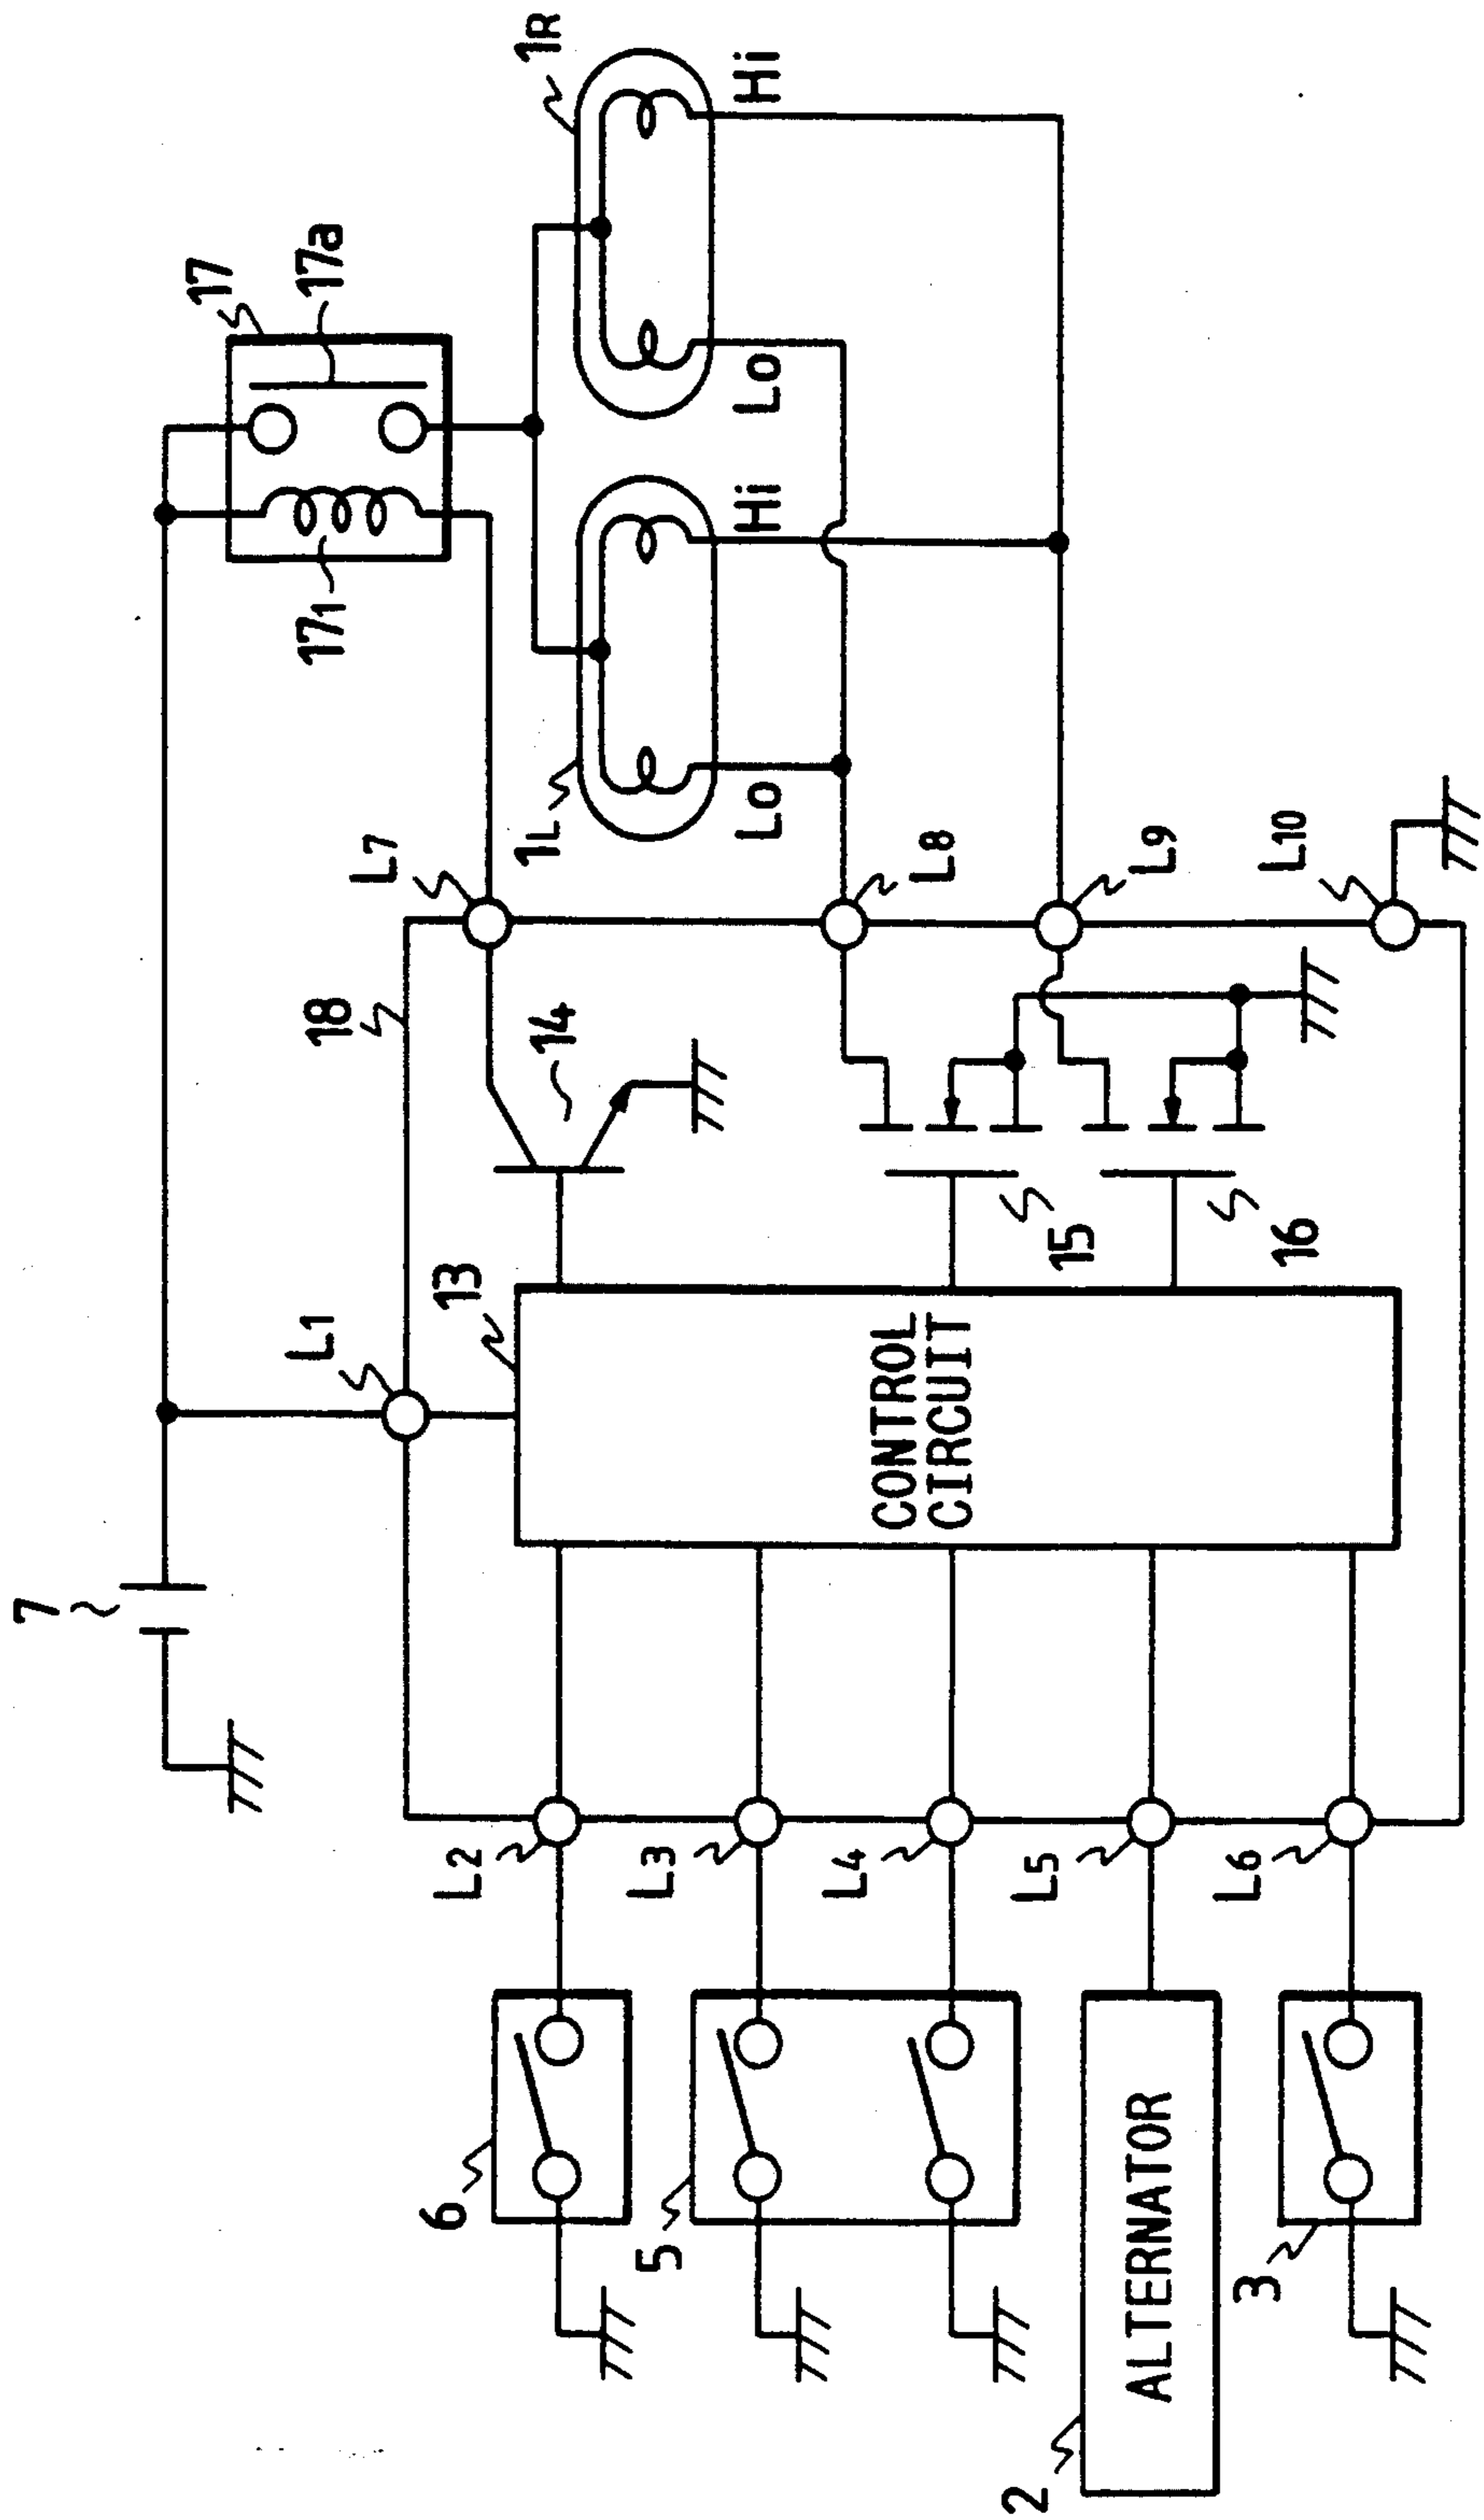 7
17
17a
171
1R
Hi
Lo
Hi
Lo
1L
L1
L7
18
13
14
L8
L9
L10
15
16
CONTROL
CIRCUIT
L2
L3
L4
L5
L6
6
5
ALTERNATOR
2
3